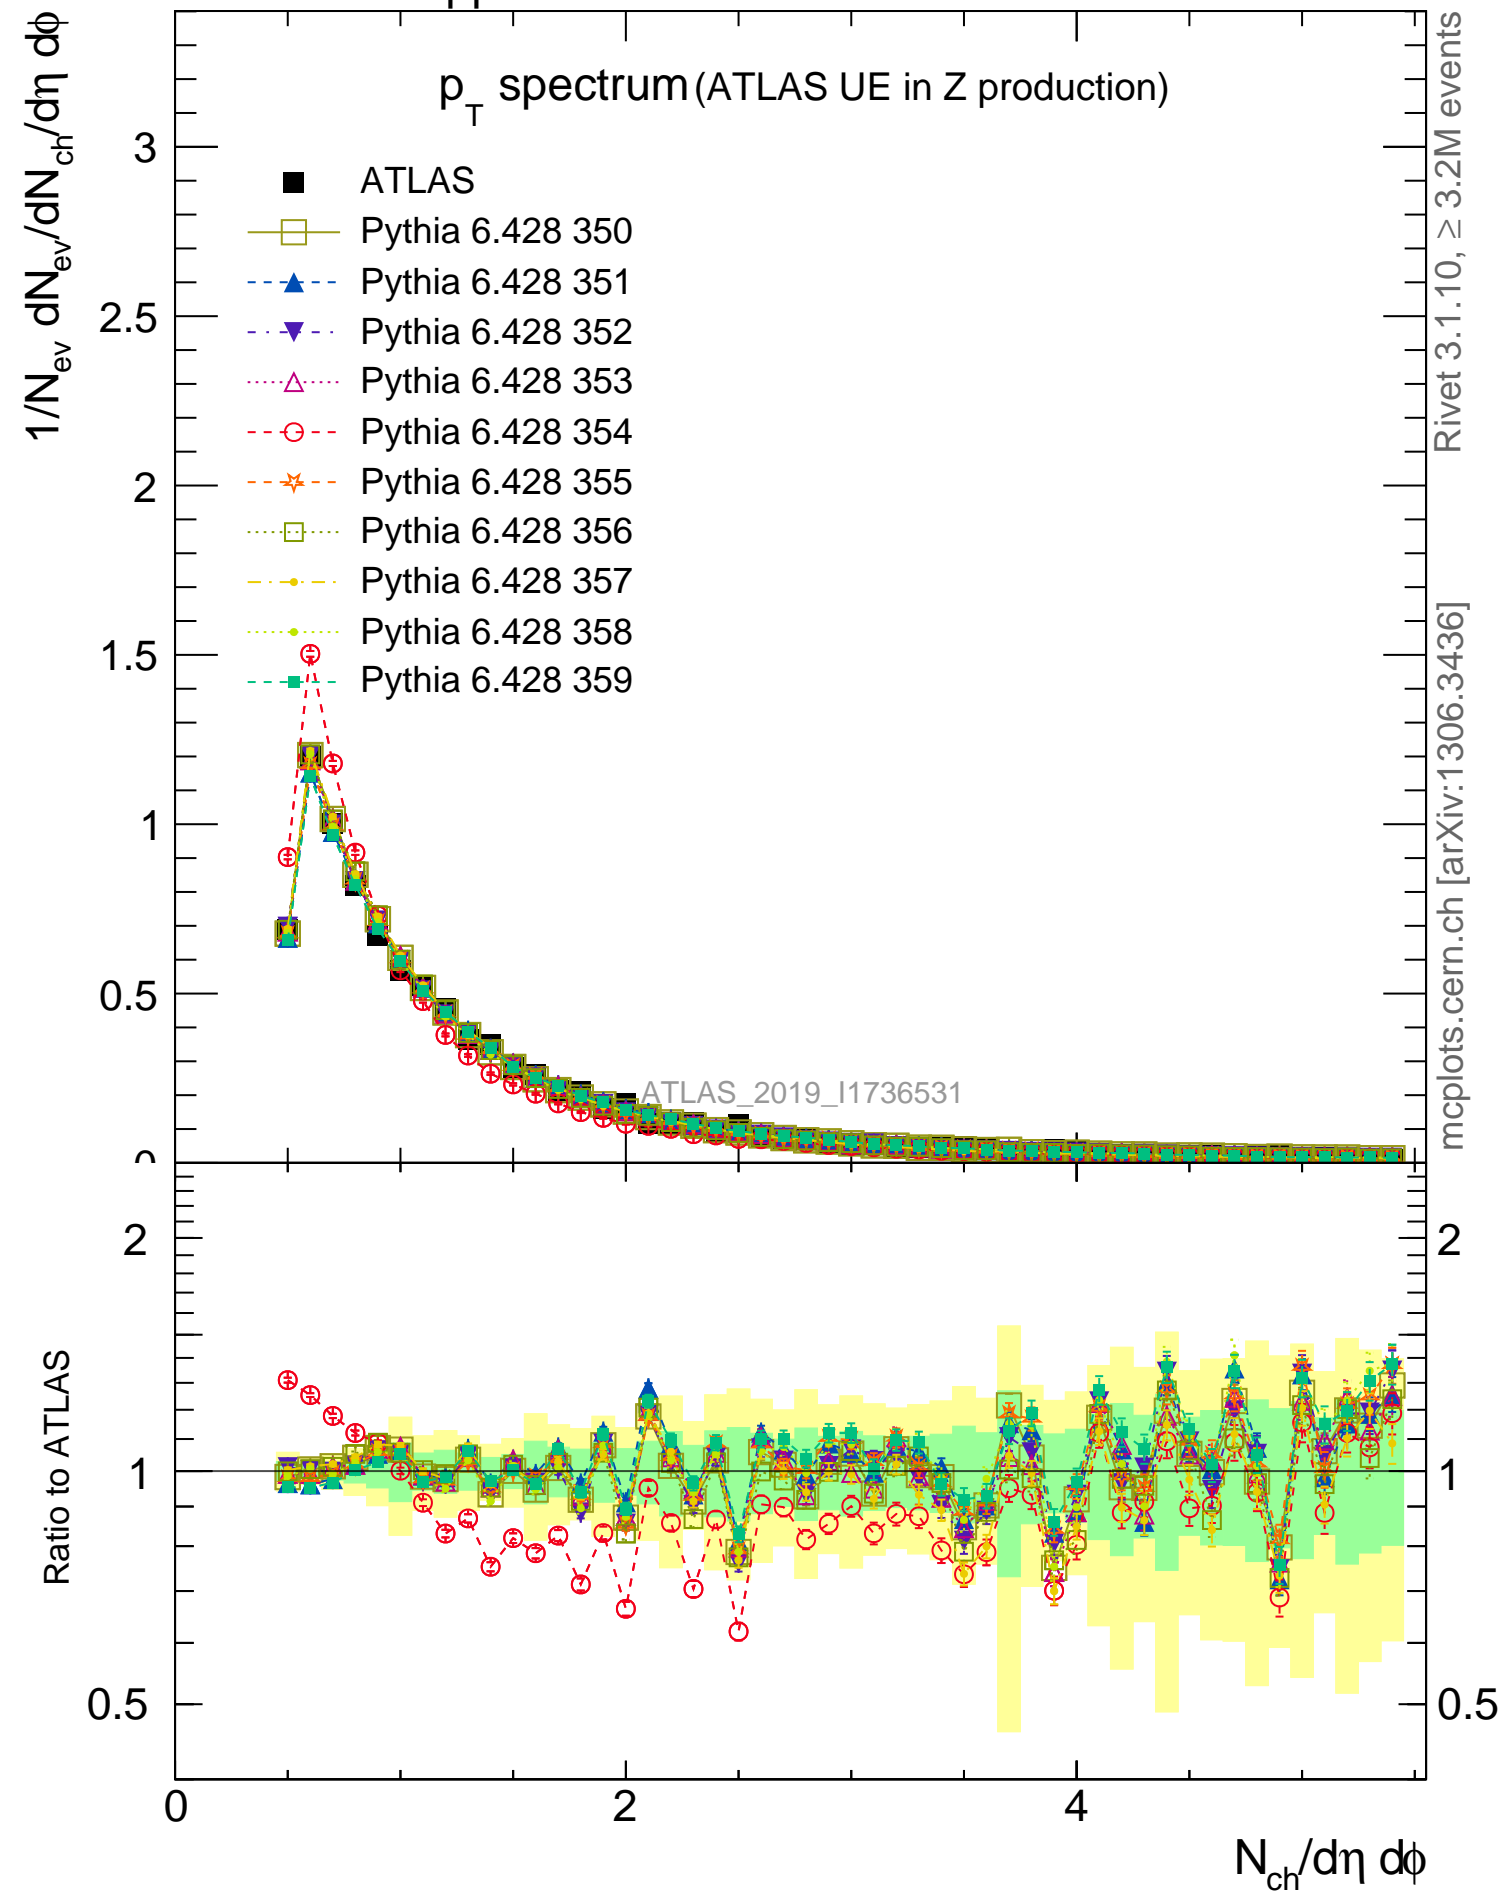 1/N_ev dN_ev/dN_ch/dη dφ
p_T spectrum (ATLAS UE in Z production)
ATLAS
Pythia 6.428 350
Pythia 6.428 351
Pythia 6.428 352
Pythia 6.428 353
Pythia 6.428 354
Pythia 6.428 355
Pythia 6.428 356
Pythia 6.428 357
Pythia 6.428 358
Pythia 6.428 359
3
2.5
2
1.5
1
0.5
0
ATLAS_2019_I1736531
Rivet 3.1.10, ≥ 3.2M events
mcplots.cern.ch [arXiv:1306.3436]
Ratio to ATLAS
2
1
0.5
2
1
0.5
0
2
4
N_ch/dη dφ